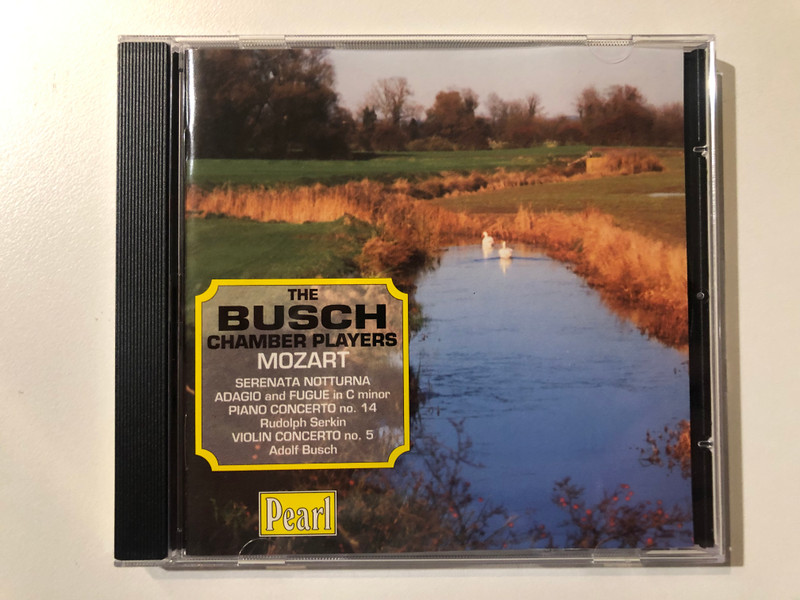 THE
BUSCH
CHAMBER PLAYERS
MOZART
SERENATA NOTTURNA
ADAGIO and FUGUE in C minor
PIANO CONCERTO no. 14
Rudolph Serkin
VIOLIN CONCERTO no. 5
Adolf Busch
Pearl